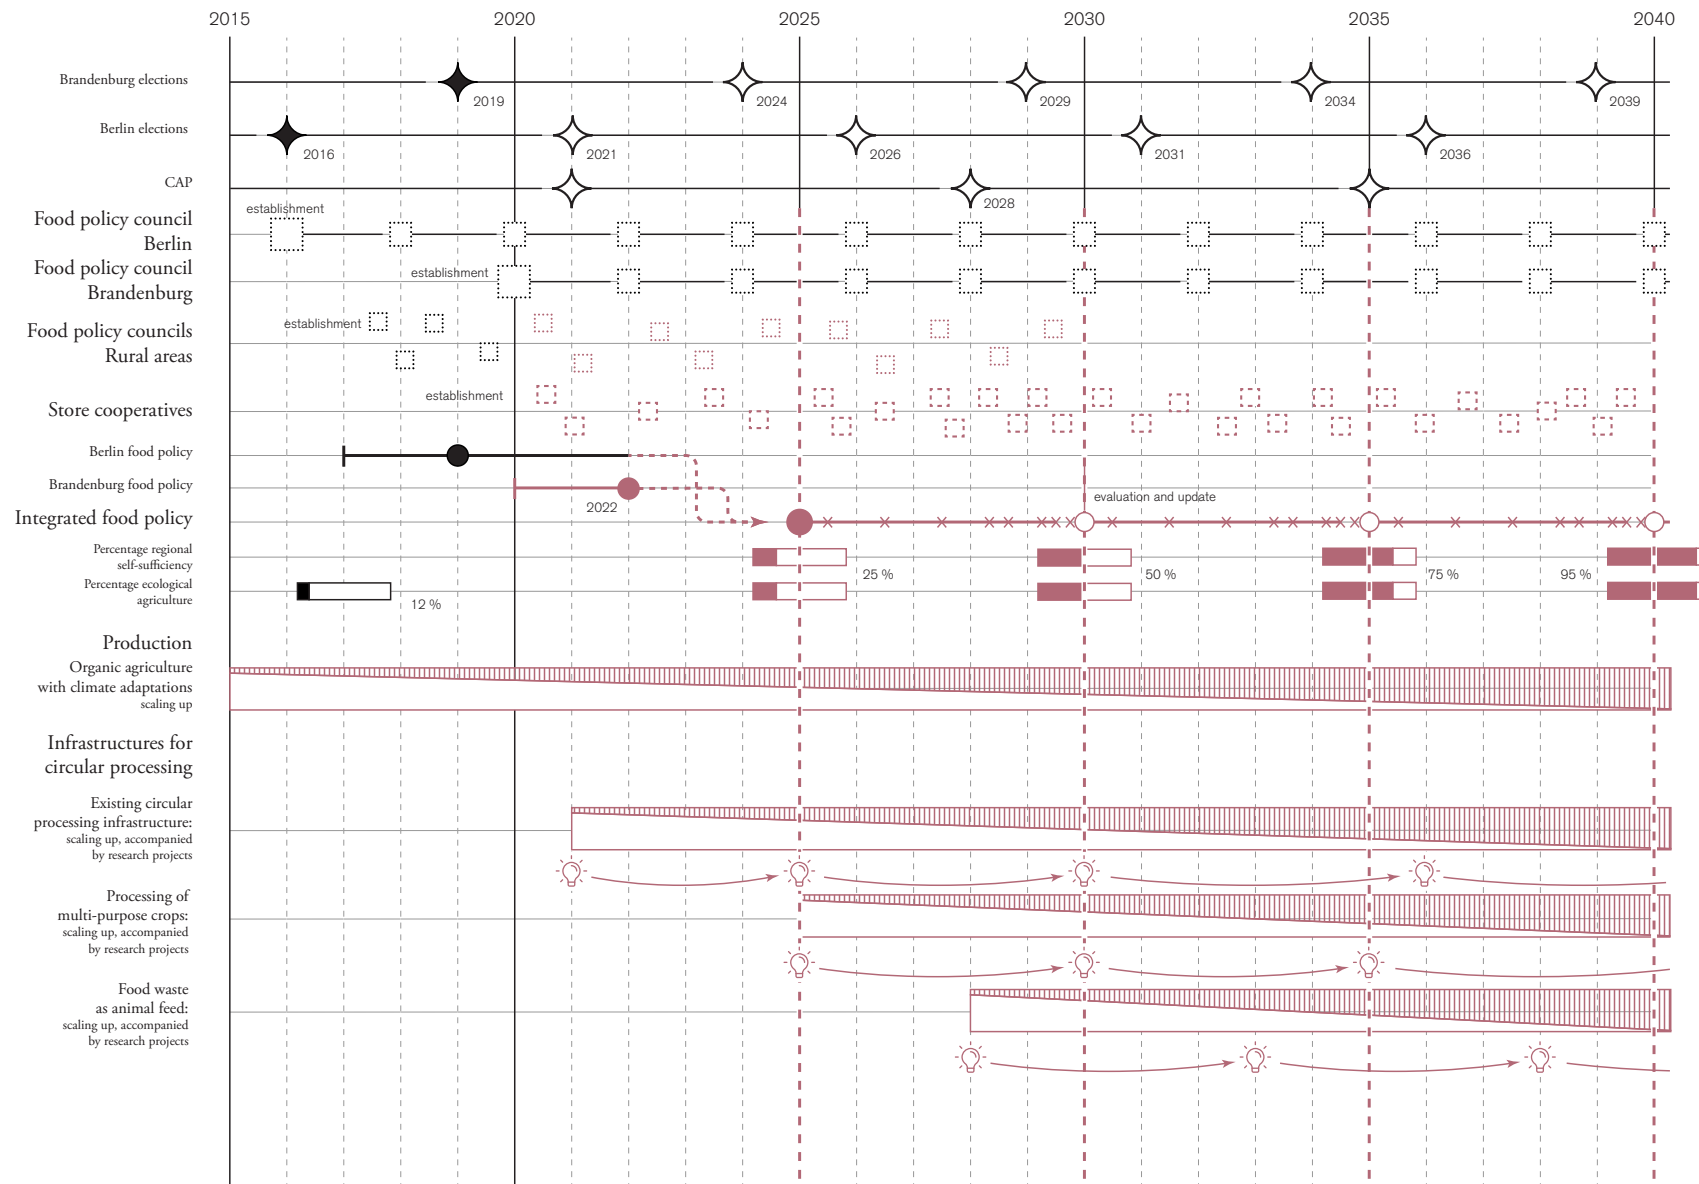 2015 2020 2025 2030 2035 2040
Brandenburg elections
2019 2024 2029 2034 2039
Berlin elections
2016 2021 2026 2031 2036
CAP
2028
establishment
Food policy council
Berlin
Food policy council
Brandenburg
establishment
Food policy councils
Rural areas
establishment
Store cooperatives
establishment
Berlin food policy
Brandenburg food policy
2022
evaluation and update
Integrated food policy
Percentage regional
self-sufficiency
25 % 50 % 75 % 95 %
Percentage ecological
agriculture
12 %
Production
Organic agriculture
with climate adaptations
scaling up
Infrastructures for
circular processing
Existing circular
processing infrastructure:
scaling up, accompanied
by research projects
Processing of
multi-purpose crops:
scaling up, accompanied
by research projects
Food waste
as animal feed:
scaling up, accompanied
by research projects